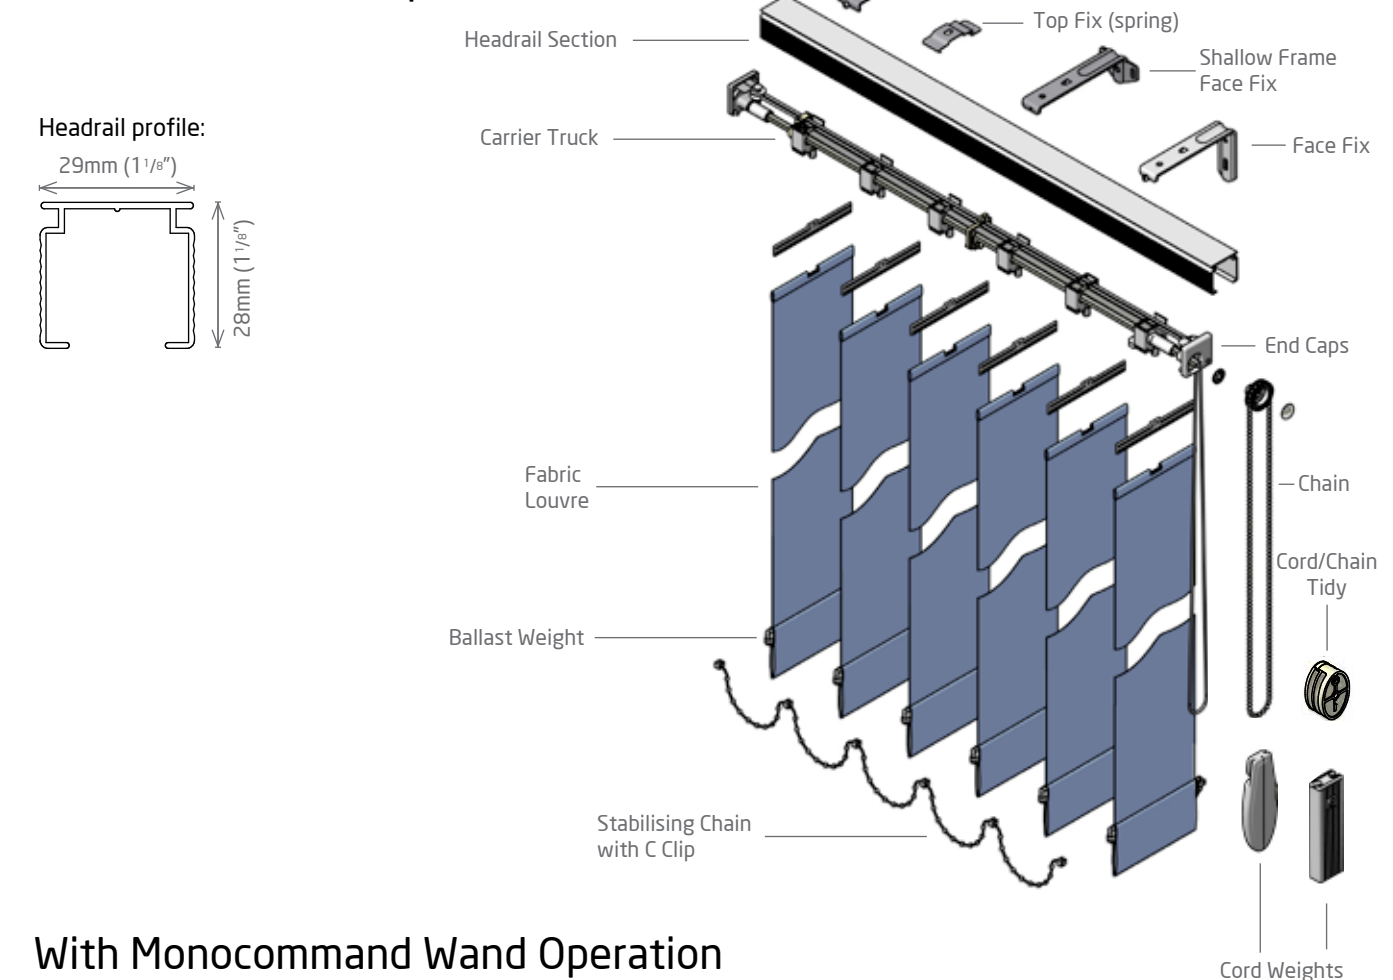 Top Fix (spring)
Headrail Section
Shallow Frame
Face Fix
Headrail profile:
Carrier Truck
Face Fix
29mm (1 1/8")
28mm (1 1/8")
End Caps
Fabric
Louvre
Chain
Cord/Chain
Tidy
Ballast Weight
Stabilising Chain
with C Clip
With Monocommand Wand Operation
Cord Weights